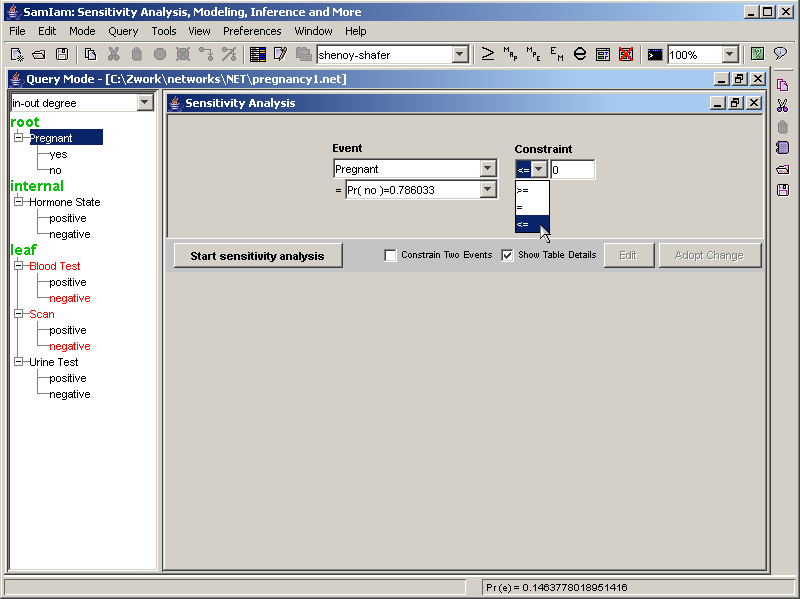 SamIam: Sensitivity Analysis, Modeling, Inference and More
File Edit Mode Query Tools View Preferences Window Help
shenoy-shafer
≥ MAP MPE EM e 100% ?
Query Mode - [C:\Zwork\networks\NET\pregnancy1.net]
in-out degree
root
Pregnant
yes
no
internal
Hormone State
positive
negative
leaf
Blood Test
positive
negative
Scan
positive
negative
Urine Test
positive
negative
Sensitivity Analysis
Event Constraint
Pregnant <= 0
= Pr( no )=0.786033
>=
=
<=
Start sensitivity analysis Constrain Two Events Show Table Details Edit Adopt Change
Pr(e) = 0.1463778018951416